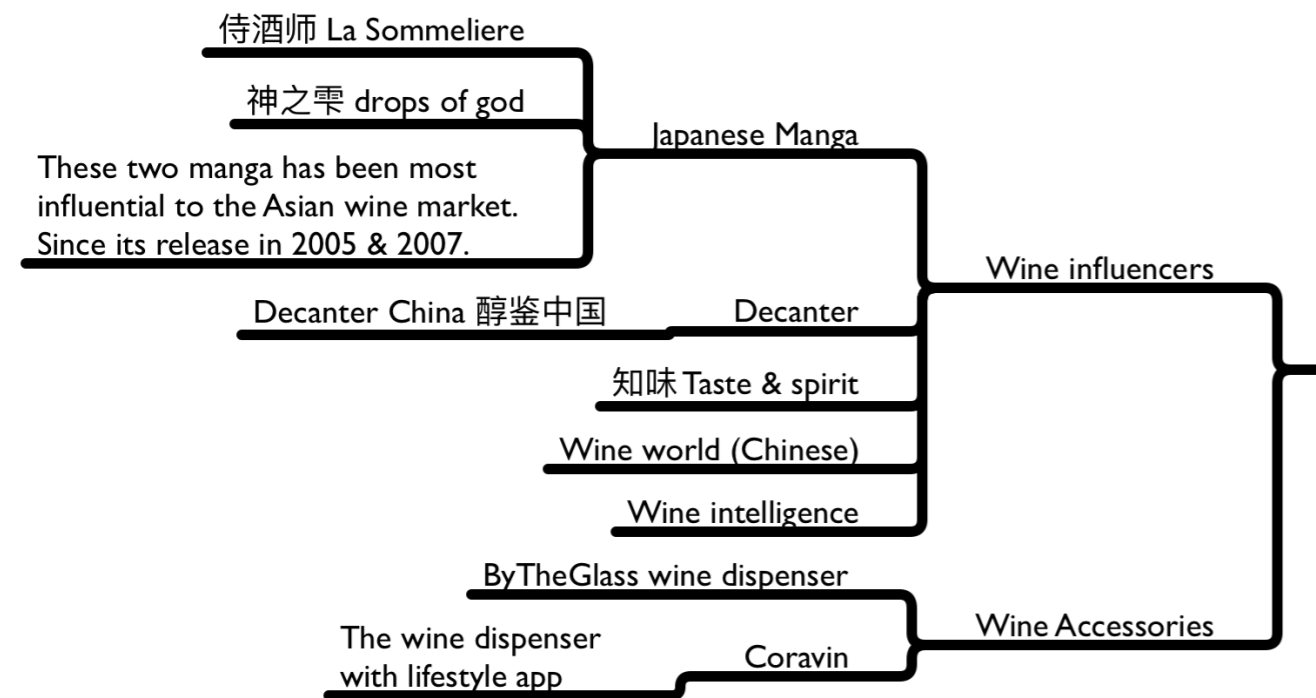 侍酒师 La Sommeliere
神之雫 drops of god
Japanese Manga
These two manga has been most
influential to the Asian wine market.
Since its release in 2005 & 2007.
Wine influencers
Decanter China 醇鉴中国
Decanter
知味 Taste & spirit
Wine world (Chinese)
Wine intelligence
ByTheGlass wine dispenser
Wine Accessories
The wine dispenser
with lifestyle app
Coravin